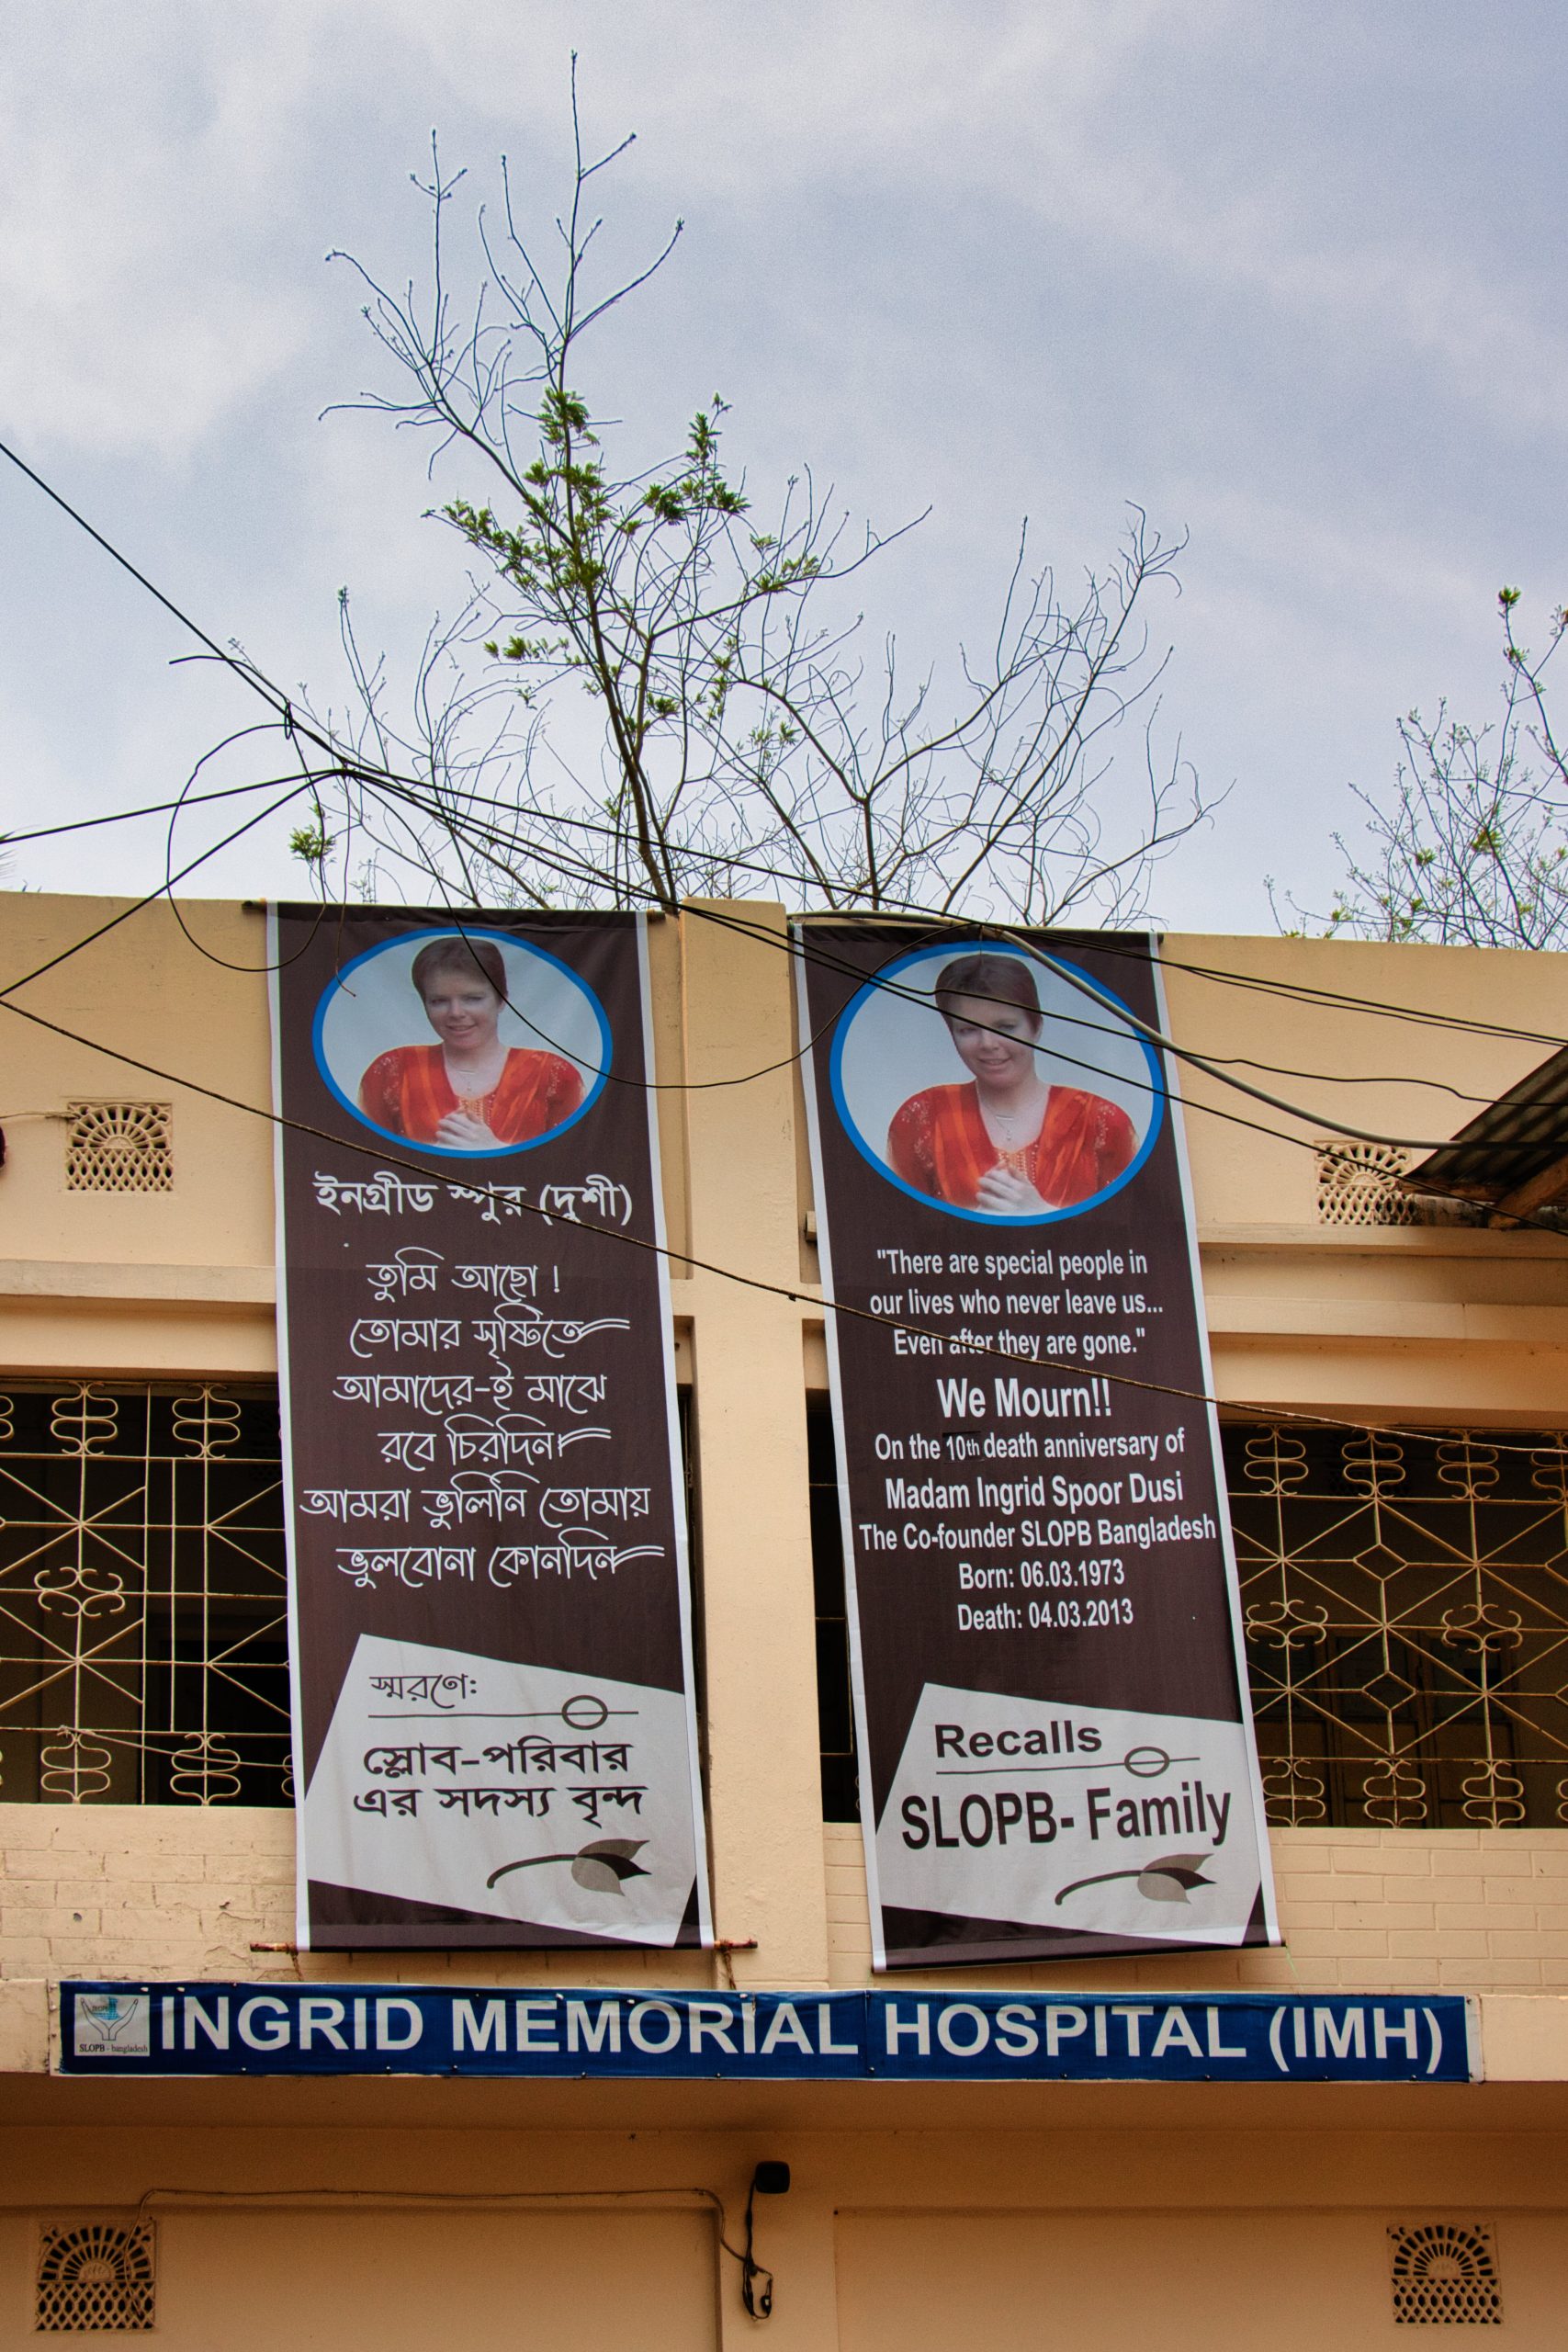 ইনগ্রীড স্পুর (দুশী)
তুমি আছো !
তোমার সৃষ্টিতে
আমাদের-ই মাঝে
রবে চিরদিন
আমরা ভুলিনি তোমায়
ভুলবোনা কোনদিন
স্মরণে:
স্লোব-পরিবার
এর সদস্য বৃন্দ
"There are special people in
our lives who never leave us...
Even after they are gone."
We Mourn!!
On the 10th death anniversary of
Madam Ingrid Spoor Dusi
The Co-founder SLOPB Bangladesh
Born: 06.03.1973
Death: 04.03.2013
Recalls
SLOPB- Family
SLOPB - bangladesh
INGRID MEMORIAL HOSPITAL (IMH)